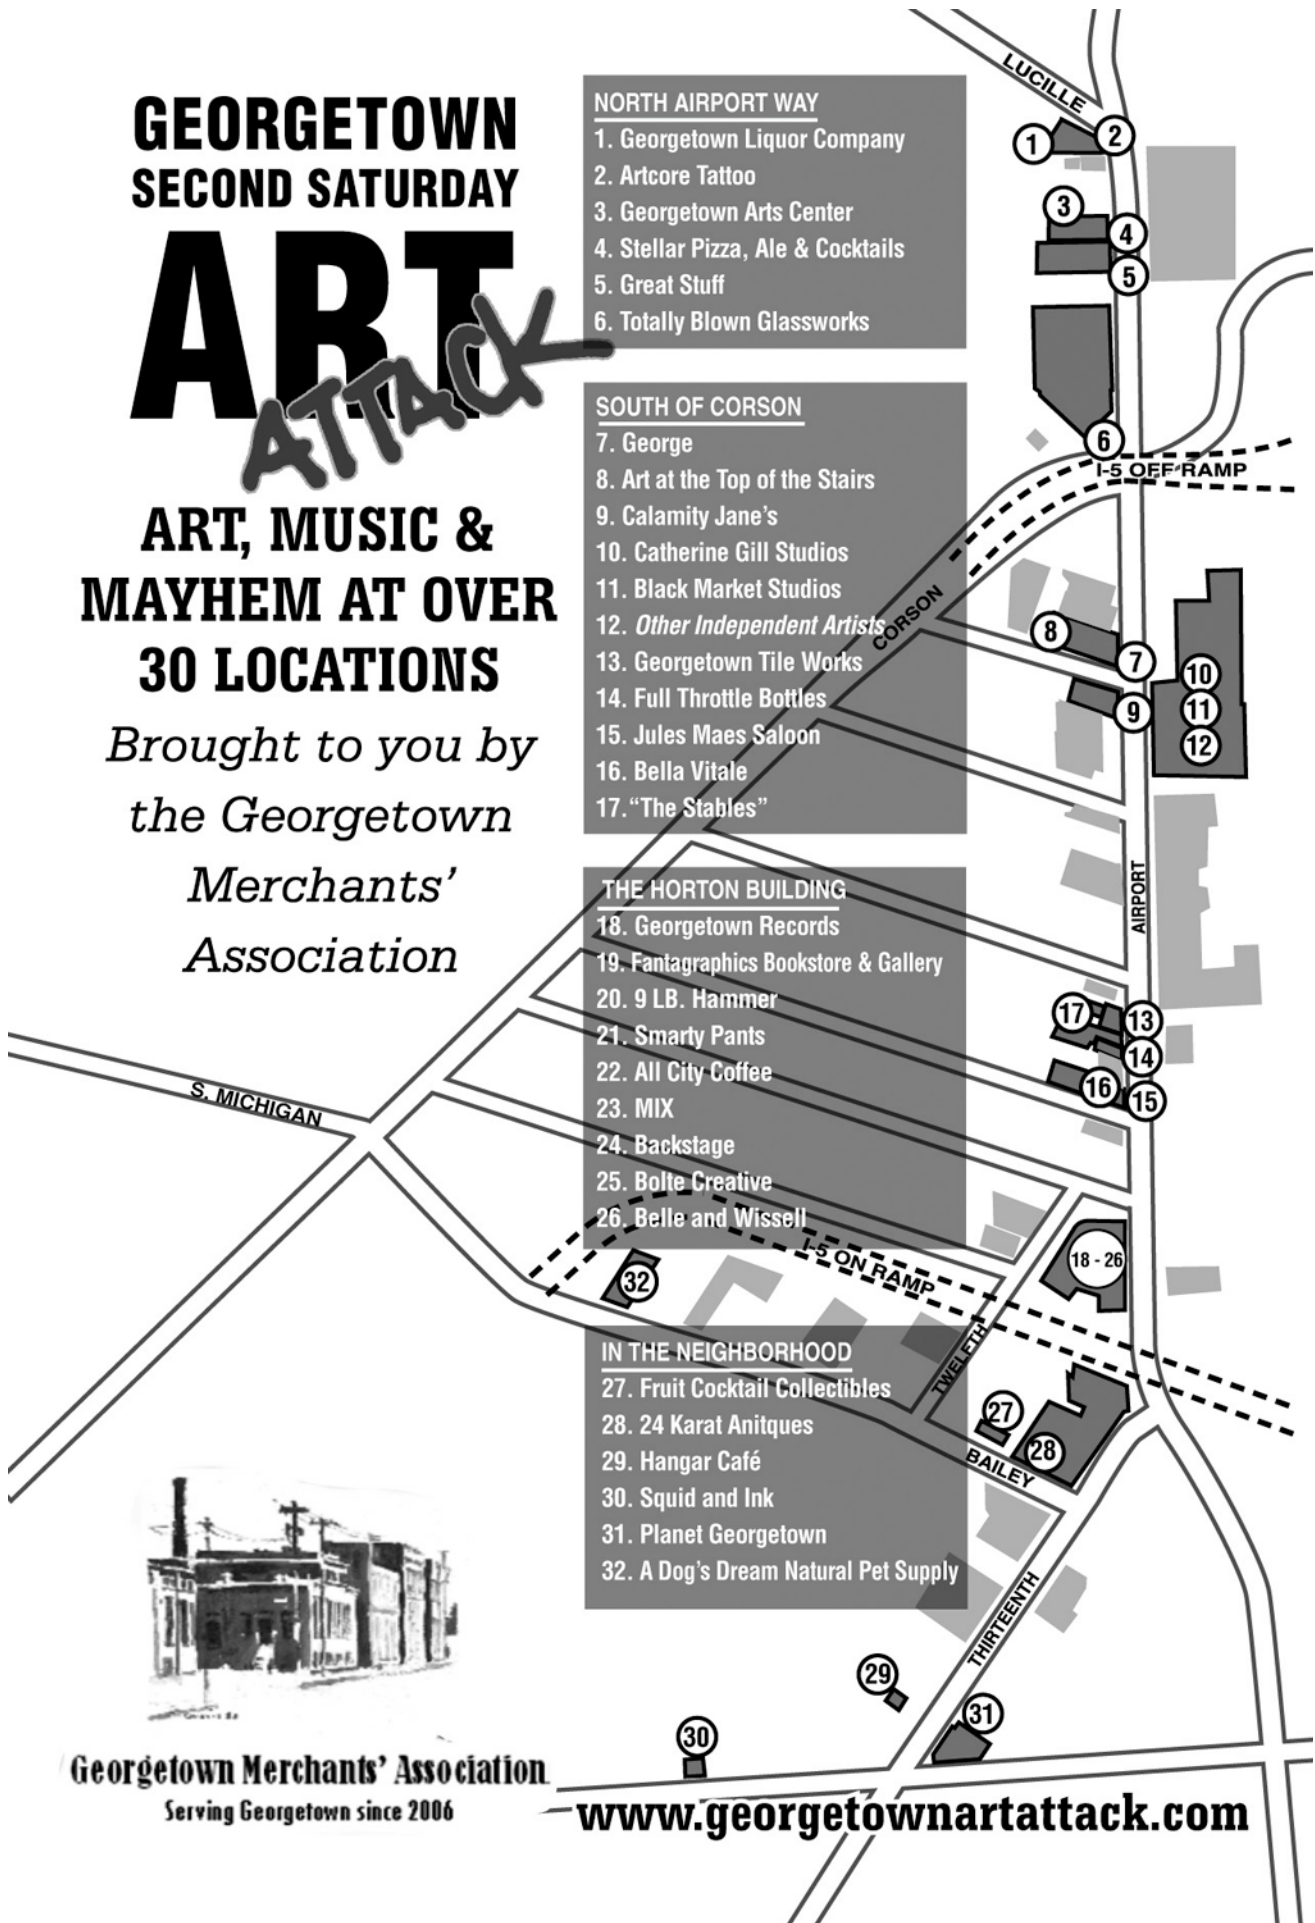 GEORGETOWN
SECOND SATURDAY
ART
ATTACK
ART, MUSIC &
MAYHEM AT OVER
30 LOCATIONS
Brought to you by
the Georgetown
Merchants'
Association
NORTH AIRPORT WAY
1. Georgetown Liquor Company
2. Artcore Tattoo
3. Georgetown Arts Center
4. Stellar Pizza, Ale & Cocktails
5. Great Stuff
6. Totally Blown Glassworks
SOUTH OF CORSON
7. George
8. Art at the Top of the Stairs
9. Calamity Jane's
10. Catherine Gill Studios
11. Black Market Studios
12. Other Independent Artists
13. Georgetown Tile Works
14. Full Throttle Bottles
15. Jules Maes Saloon
16. Bella Vitale
17. "The Stables"
THE HORTON BUILDING
18. Georgetown Records
19. Fantagraphics Bookstore & Gallery
20. 9 LB. Hammer
21. Smarty Pants
22. All City Coffee
23. MIX
24. Backstage
25. Bolte Creative
26. Belle and Wissell
IN THE NEIGHBORHOOD
27. Fruit Cocktail Collectibles
28. 24 Karat Anitques
29. Hangar Café
30. Squid and Ink
31. Planet Georgetown
32. A Dog's Dream Natural Pet Supply
LUCILLE
1
2
3
4
5
6
I-5 OFF RAMP
CORSON
8
7
10
9
11
12
AIRPORT
17
13
14
16
15
S. MICHIGAN
18 - 26
I-5 ON RAMP
32
TWELFTH
27
28
BAILEY
THIRTEENTH
29
31
30
Georgetown Merchants' Association
Serving Georgetown since 2006
www.georgetownartattack.com